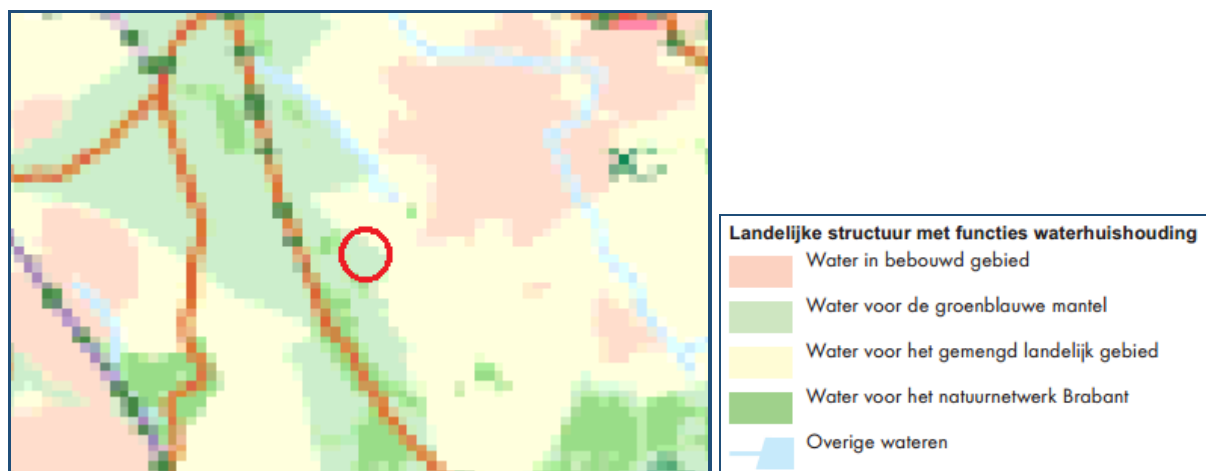 Landelijke structuur met functies waterhuishouding
Water in bebouwd gebied
Water voor de groenblauwe mantel
Water voor het gemengd landelijk gebied
Water voor het natuurnetwerk Brabant
Overige wateren